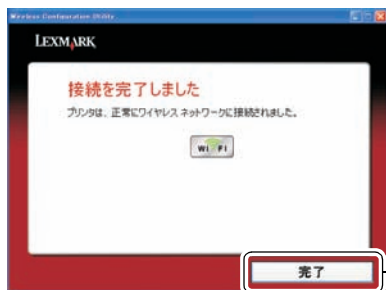 Wireless Configuration Utility
LEXMARK
接続を完了しました
プリンタは、正常にワイヤレス ネットワークに接続されました。
WI FI
完了